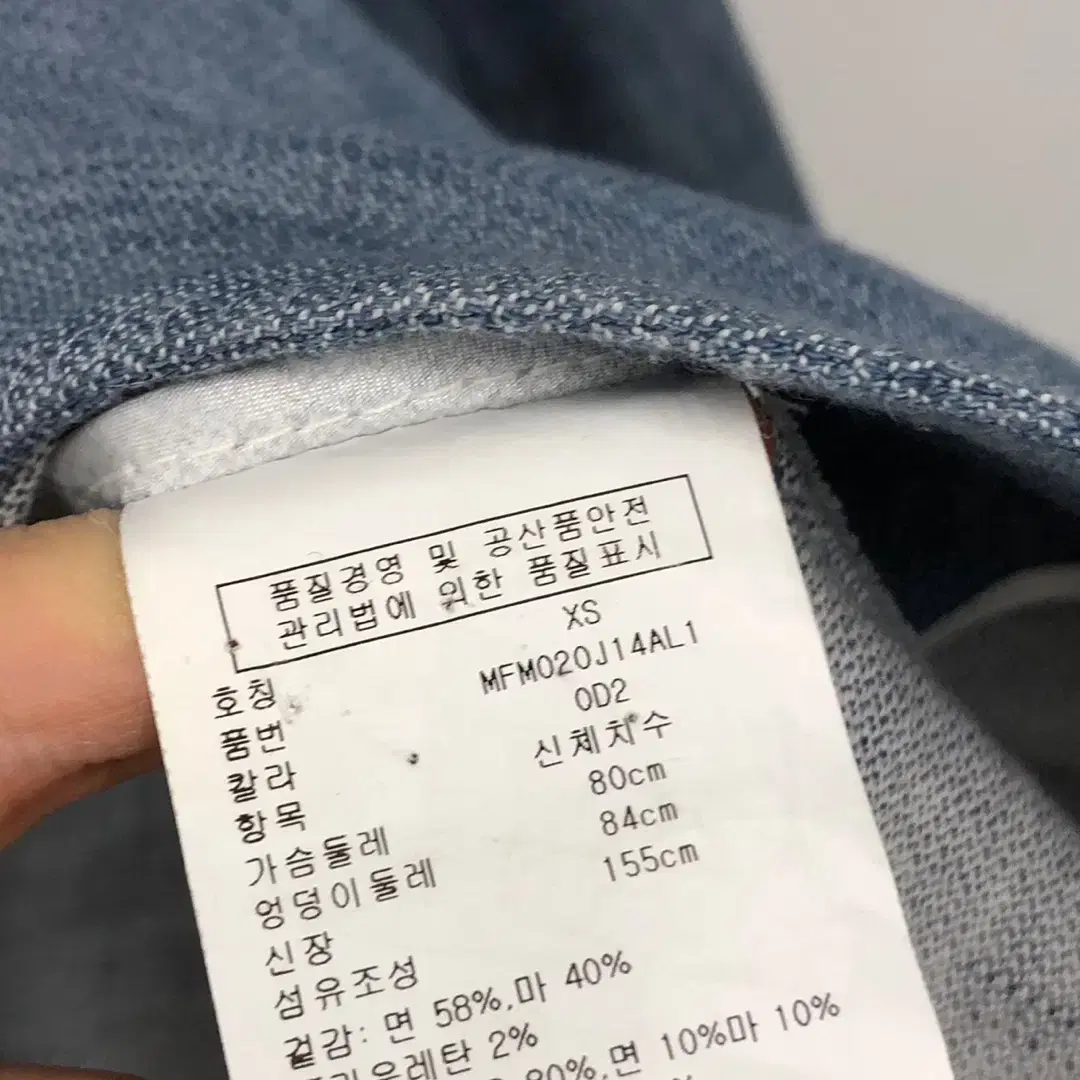 품질경영 및 공산품안전
관리법에 의한 품질표시
호칭 XS
품번 MFM020J14AL1
칼라 OD2
항목 신체치수
가슴둘레 80cm
엉덩이둘레 84cm
신장 155cm
섬유조성
겉감: 면 58%,마 40%
우레탄 2%
80%,면 10%마 10%